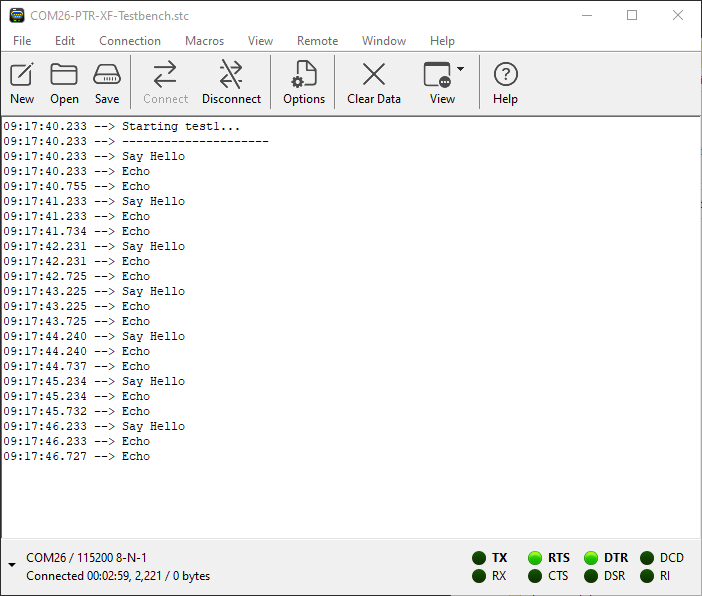 COM26-PTR-XF-Testbench.stc
File Edit Connection Macros View Remote Window Help
New Open Save Connect Disconnect Options Clear Data View Help
09:17:40.233 --> Starting test1...
09:17:40.233 --> ---------------------
09:17:40.233 --> Say Hello
09:17:40.233 --> Echo
09:17:40.755 --> Echo
09:17:41.233 --> Say Hello
09:17:41.233 --> Echo
09:17:41.734 --> Echo
09:17:42.231 --> Say Hello
09:17:42.231 --> Echo
09:17:42.725 --> Echo
09:17:43.225 --> Say Hello
09:17:43.225 --> Echo
09:17:43.725 --> Echo
09:17:44.240 --> Say Hello
09:17:44.240 --> Echo
09:17:44.737 --> Echo
09:17:45.234 --> Say Hello
09:17:45.234 --> Echo
09:17:45.732 --> Echo
09:17:46.233 --> Say Hello
09:17:46.233 --> Echo
09:17:46.727 --> Echo
COM26 / 115200 8-N-1 TX RTS DTR DCD
Connected 00:02:59, 2,221 / 0 bytes RX CTS DSR RI